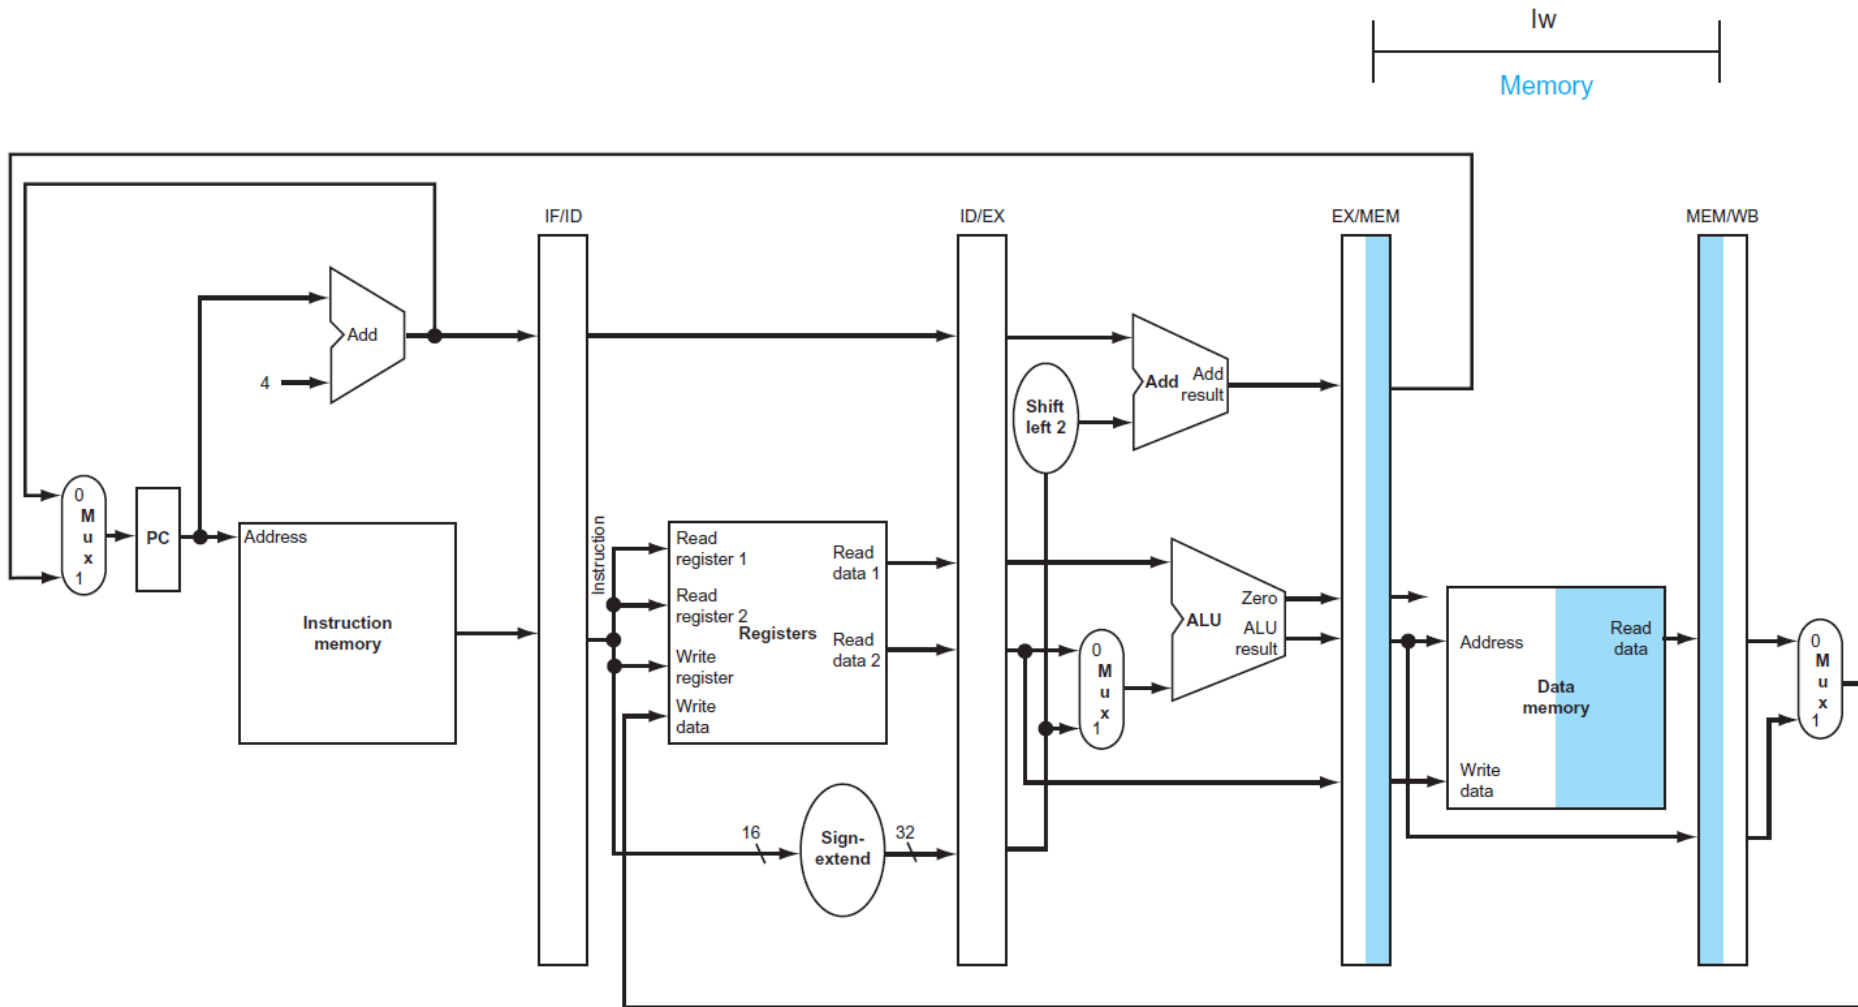 lw
Memory
IF/ID
ID/EX
EX/MEM
MEM/WB
Add
4
Shift
left 2
Add
Add
result
0
M
u
x
1
PC
Address
Instruction
memory
Instruction
Read
register 1
Read
register 2
Write
register
Write
data
Registers
Read
data 1
Read
data 2
16
Sign-
extend
32
0
M
u
x
1
ALU
Zero
ALU
result
Address
Write
data
Data
memory
Read
data
0
M
u
x
1